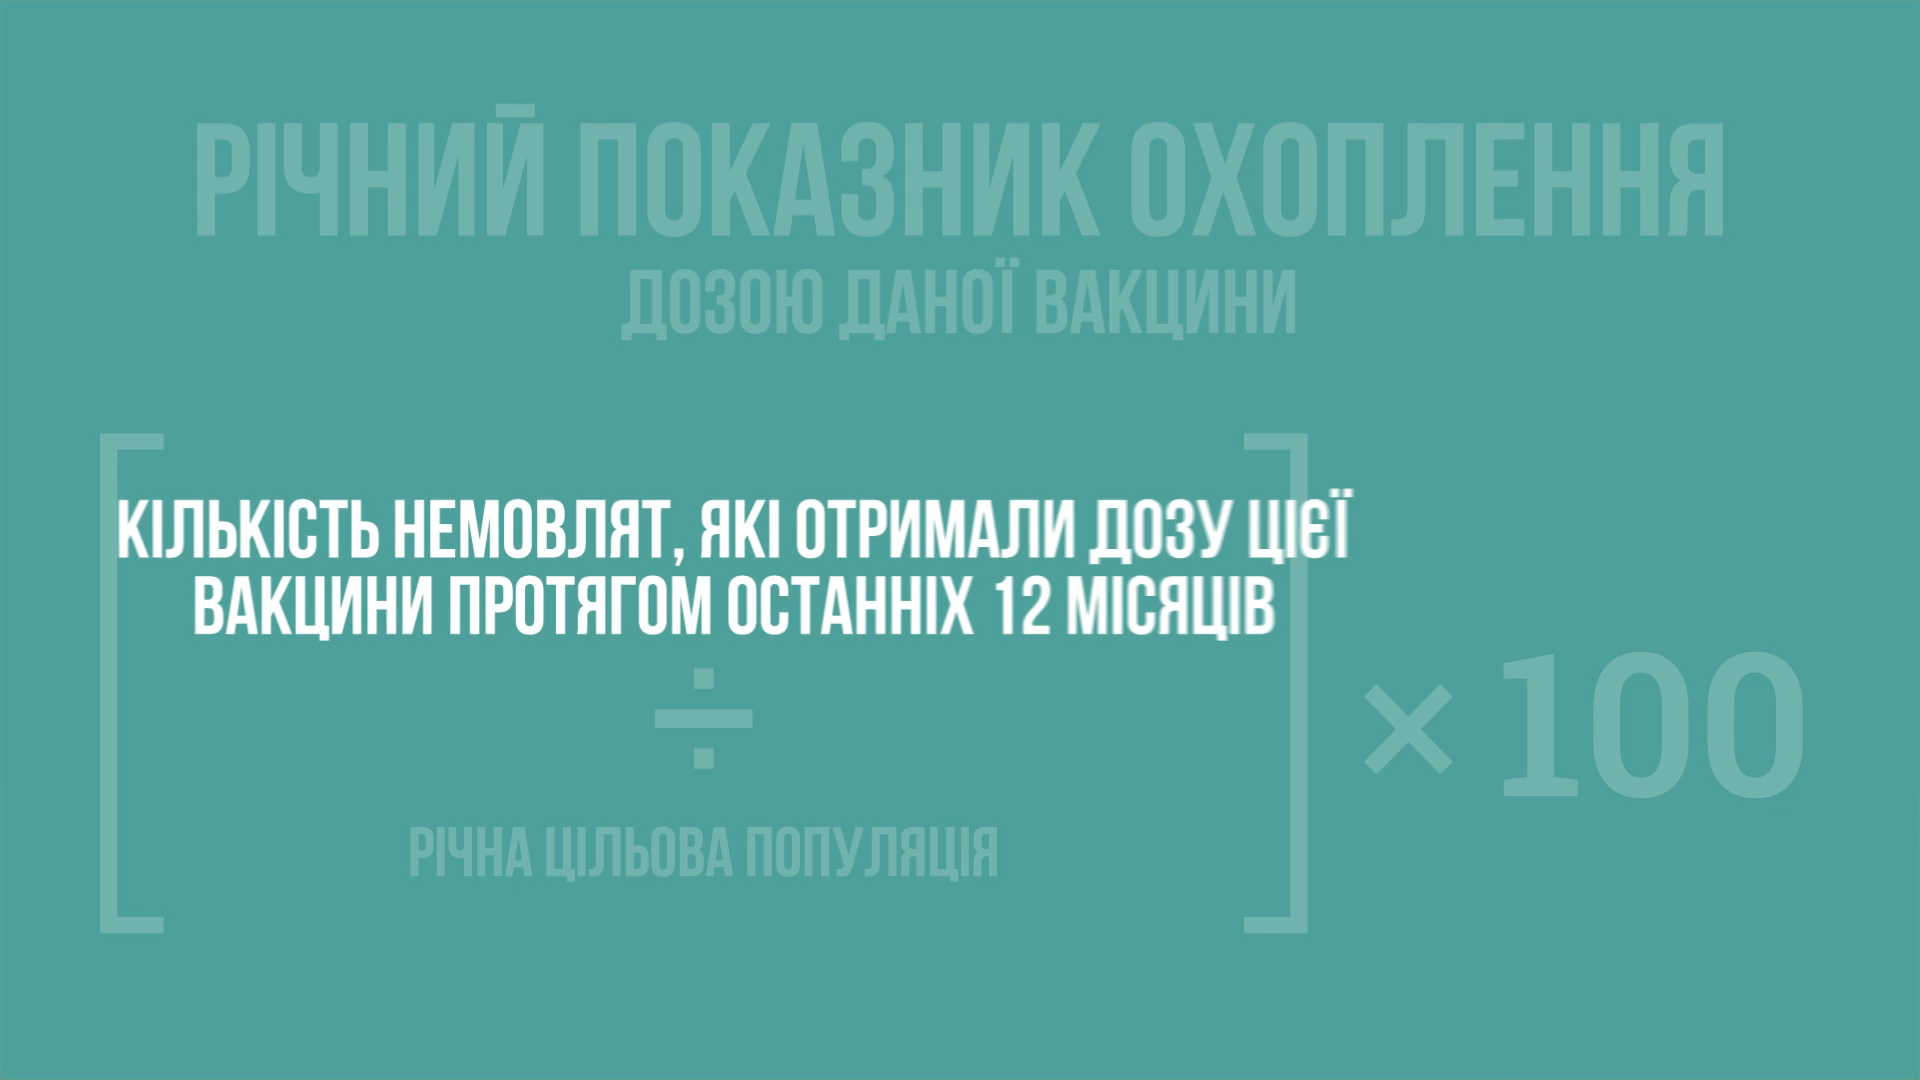 РІЧНИЙ ПОКАЗНИК ОХОПЛЕННЯ
ДОЗОЮ ДАНОЇ ВАКЦИНИ
КІЛЬКІСТЬ НЕМОВЛЯТ, ЯКІ ОТРИМАЛИ ДОЗУ ЦІЄЇ
ВАКЦИНИ ПРОТЯГОМ ОСТАННІХ 12 МІСЯЦІВ
÷
× 100
РІЧНА ЦІЛЬОВА ПОПУЛЯЦІЯ